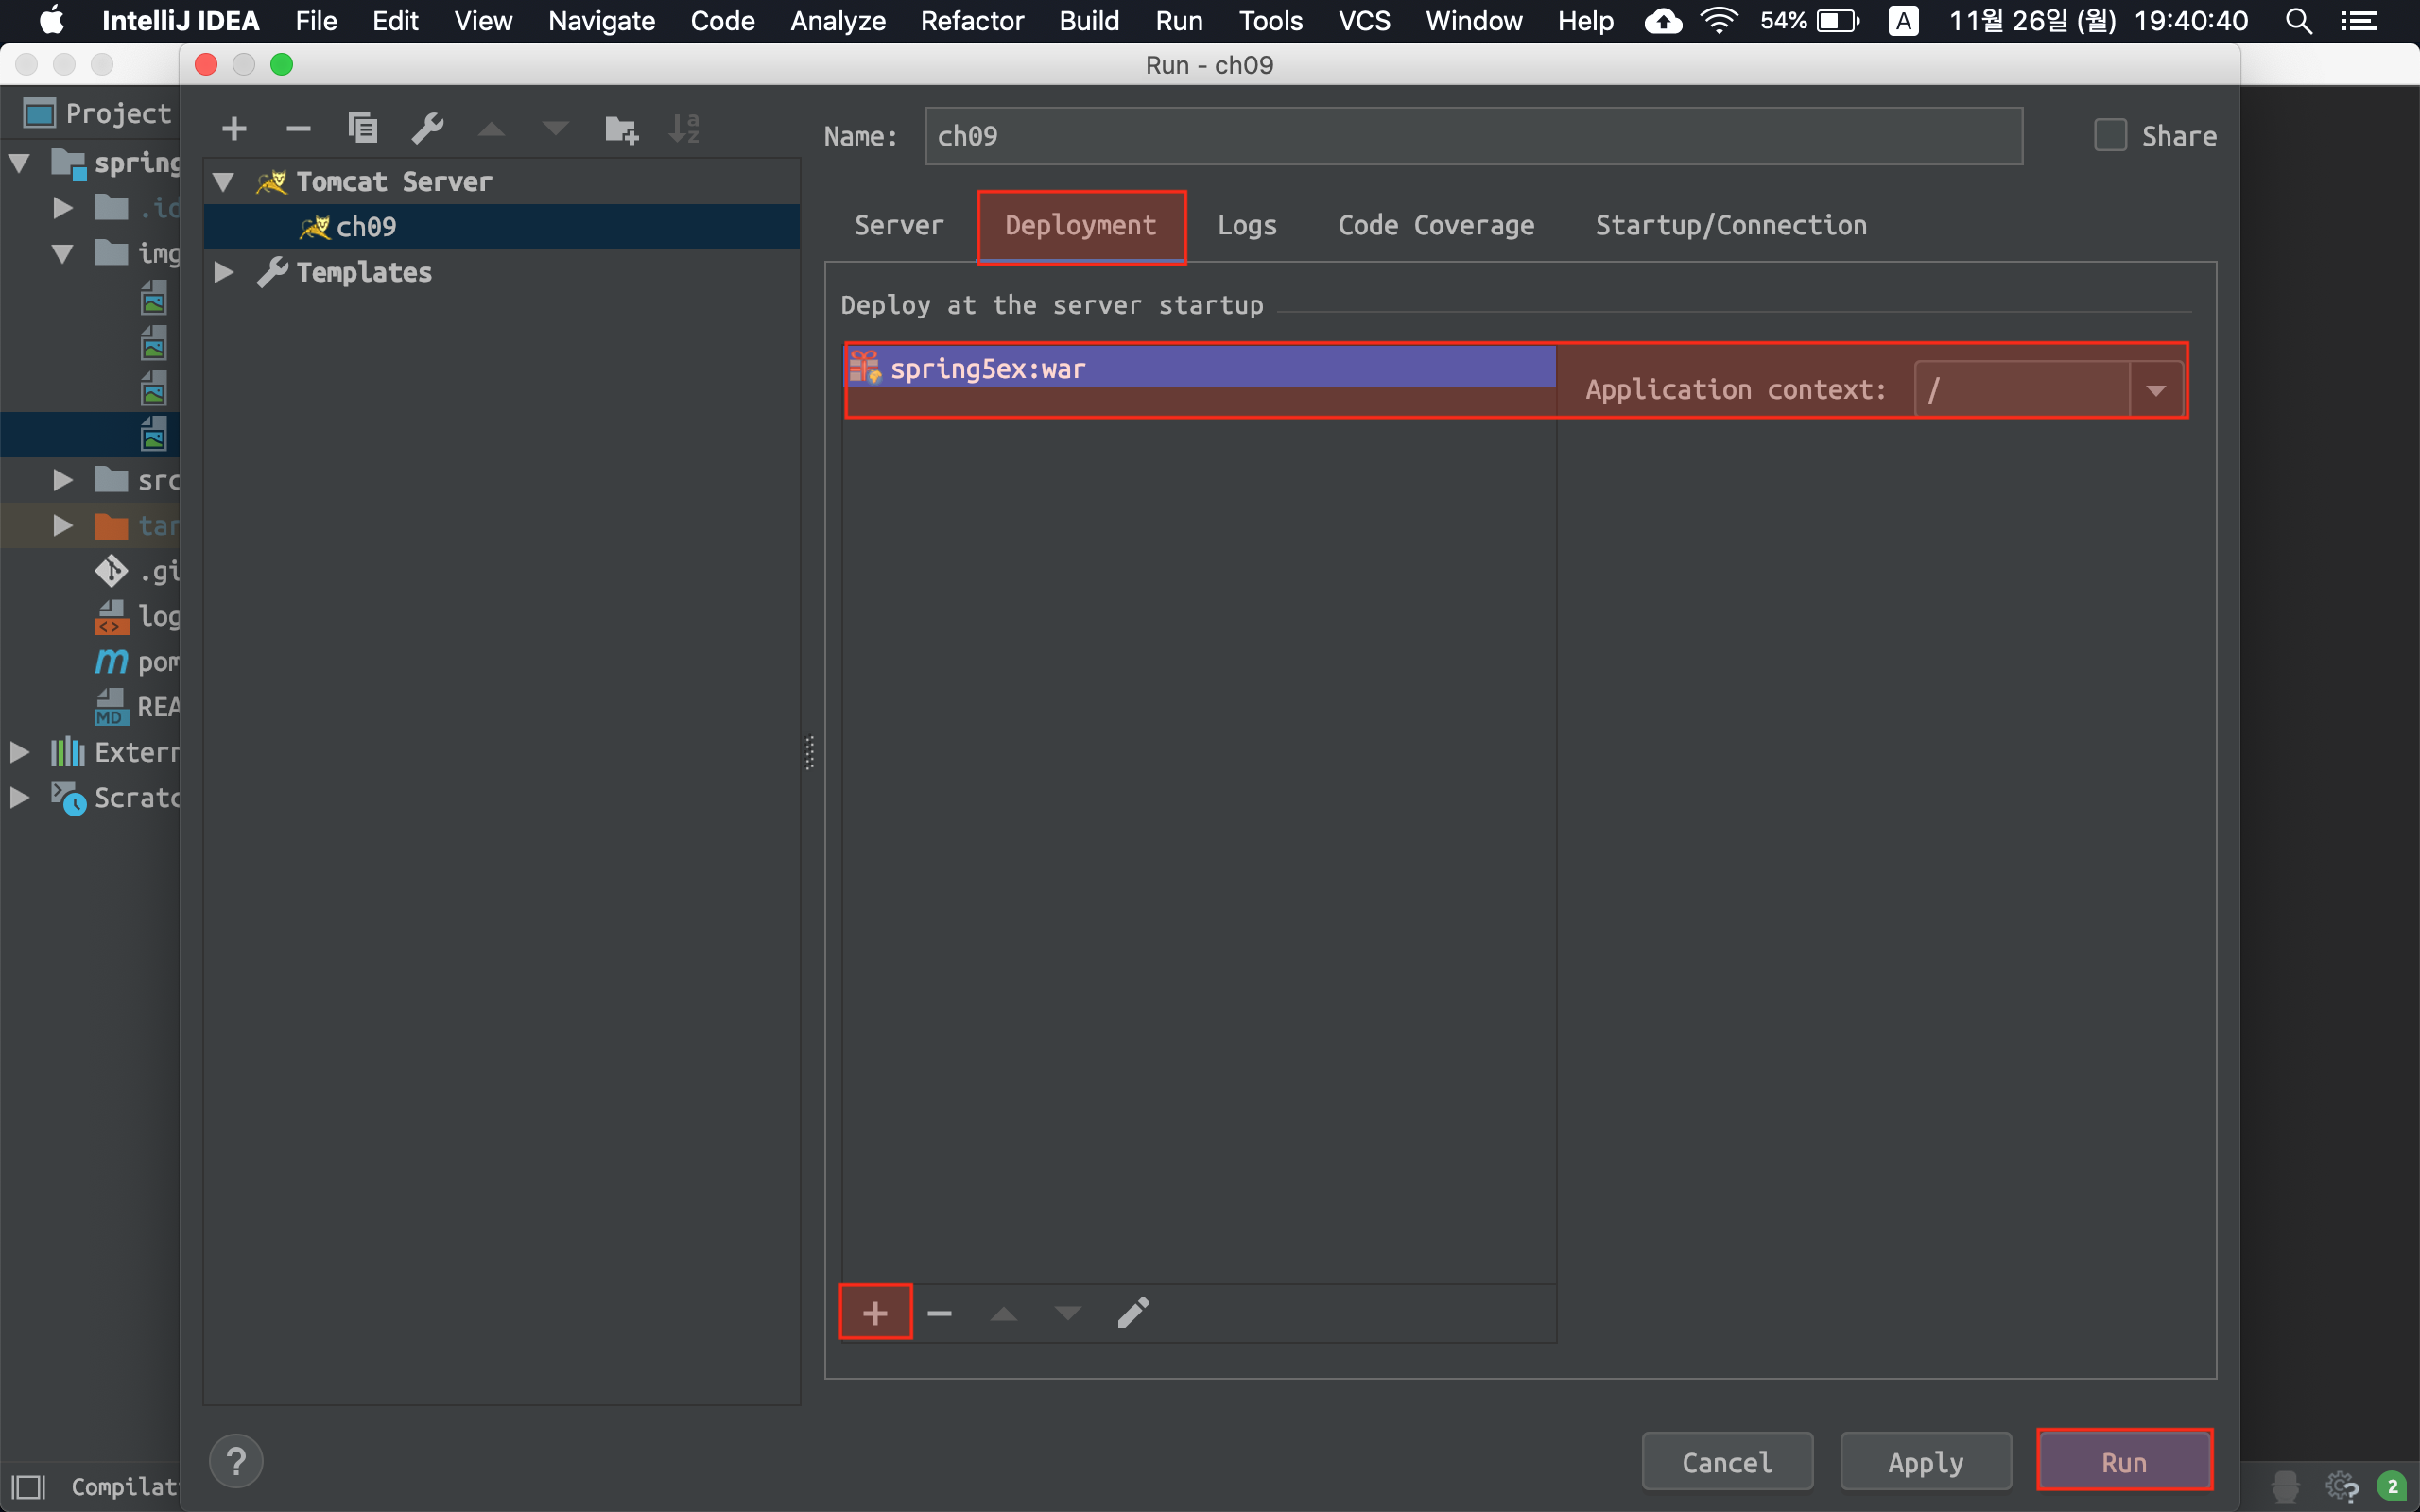 IntelliJ IDEA File Edit View Navigate Code Analyze Refactor Build Run Tools VCS Window Help 54% A 11월 26일 (월) 19:40:40
Run - ch09
Project
spring
.id
img
src
tar
.gi
log
pom
MD REA
Extern
Scratc
Compilat
a
z
Tomcat Server
ch09
Templates
Name: ch09 Share
Server Deployment Logs Code Coverage Startup/Connection
Deploy at the server startup
spring5ex:war
Application context: /
? Cancel Apply Run
2